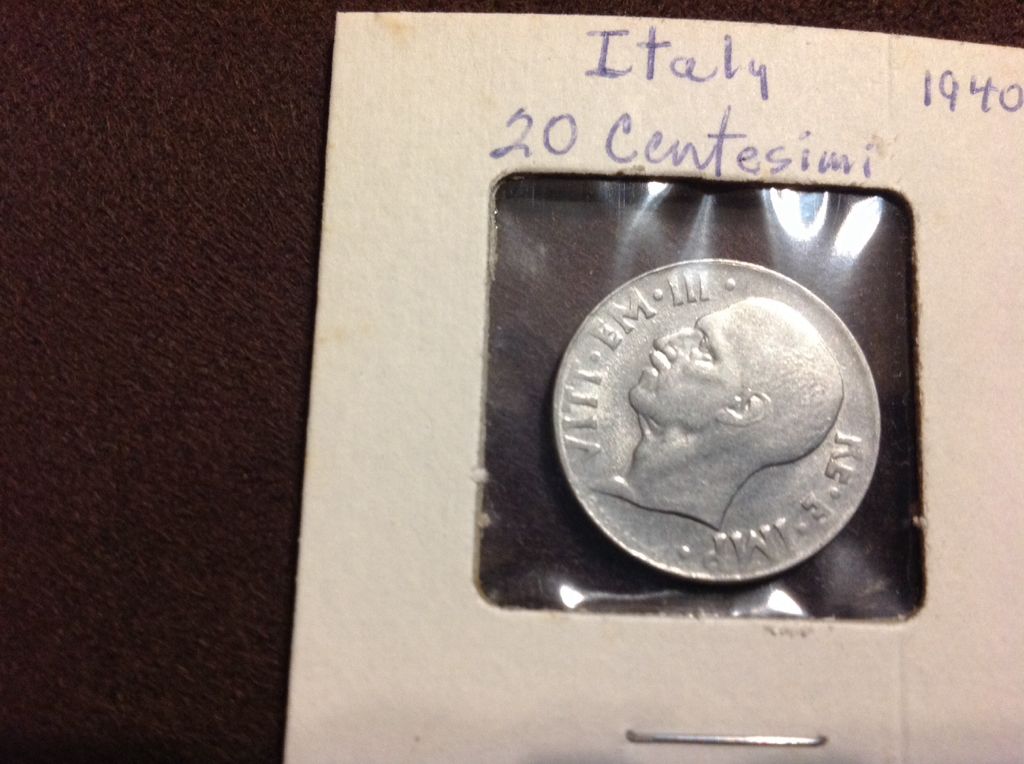 Italy
1940
20 Centesimi
VITT·EM·III·
RE·E·IMP·